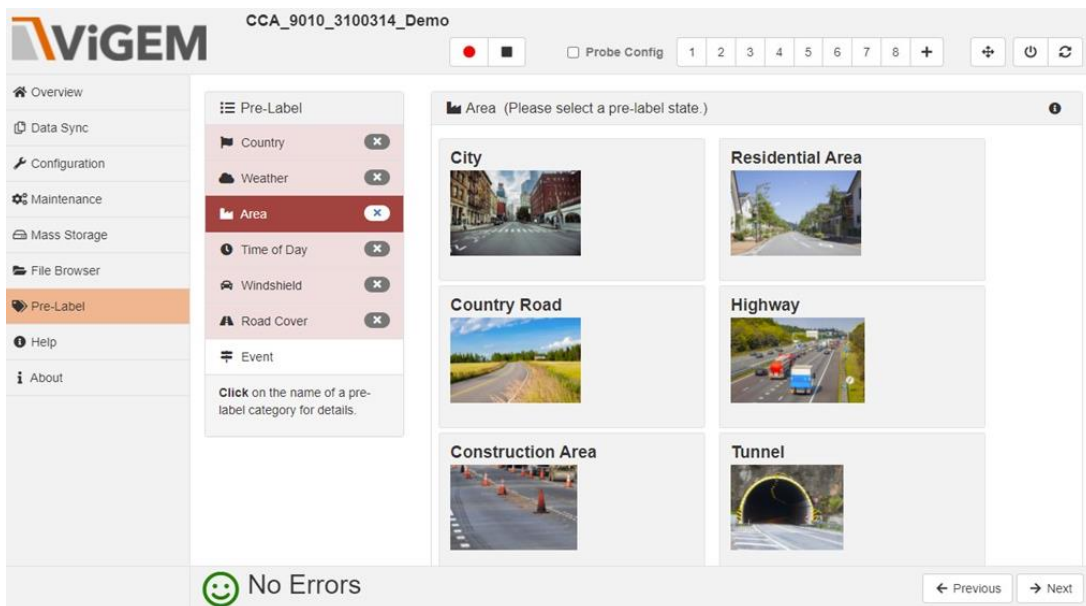 ViGEM
CCA_9010_3100314_Demo
Probe Config 1 2 3 4 5 6 7 8 +
Overview
Data Sync
Configuration
Maintenance
Mass Storage
File Browser
Pre-Label
Help
About
Pre-Label
Country
Weather
Area
Time of Day
Windshield
Road Cover
Event
Click on the name of a pre-
label category for details.
Area (Please select a pre-label state.)
City
Residential Area
Country Road
Highway
Construction Area
Tunnel
No Errors
Previous
Next